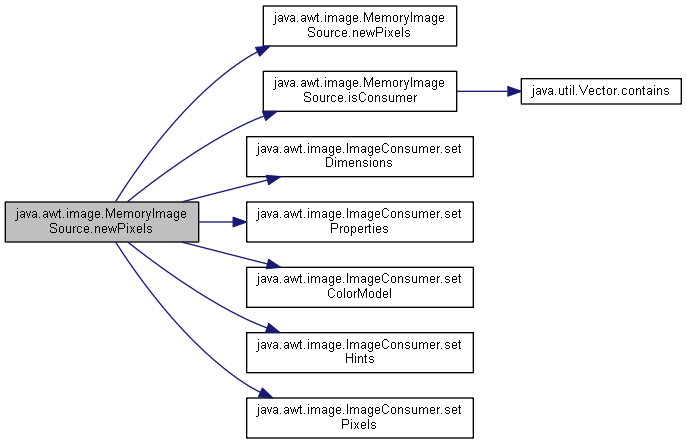 java.awt.image.MemoryImage
Source.newPixels
java.awt.image.MemoryImage
Source.newPixels
java.awt.image.MemoryImage
Source.isConsumer
java.util.Vector.contains
java.awt.image.ImageConsumer.set
Dimensions
java.awt.image.ImageConsumer.set
Properties
java.awt.image.ImageConsumer.set
ColorModel
java.awt.image.ImageConsumer.set
Hints
java.awt.image.ImageConsumer.set
Pixels